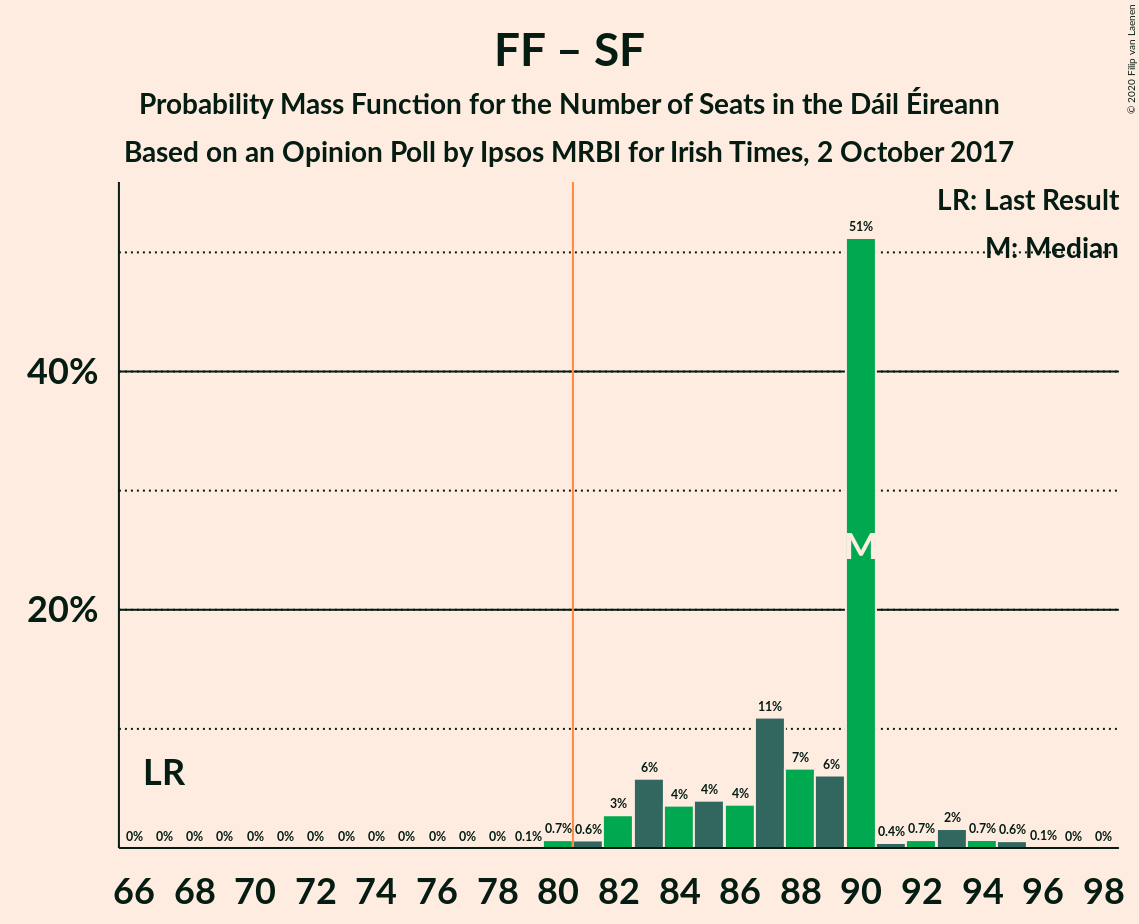 FF – SF
Probability Mass Function for the Number of Seats in the Dáil Éireann
Based on an Opinion Poll by Ipsos MRBI for Irish Times, 2 October 2017
© 2020 Filip van Laenen
LR: Last Result
M: Median
51%
40%
M
20%
11%
LR
6% 4% 4% 4% 7% 6%
3%
0% 0% 0% 0% 0% 0% 0% 0% 0% 0% 0% 0% 0% 0.1% 0.7% 0.6% 0.4% 0.7% 2% 0.7% 0.6% 0.1% 0% 0%
66 68 70 72 74 76 78 80 82 84 86 88 90 92 94 96 98